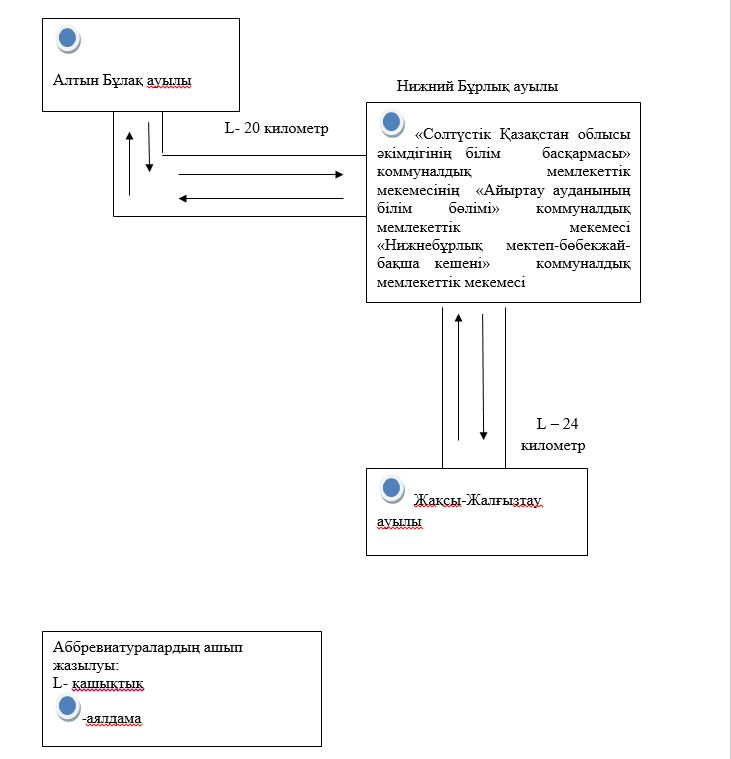 Алтын Бұлақ ауылы
Нижний Бұрлық ауылы
L- 20 километр
«Солтүстік Қазақстан облысы
әкімдігінің білім басқармасы»
коммуналдық мемлекеттік
мекемесінің «Айыртау ауданының
білім бөлімі» коммуналдық
мемлекеттік мекемесі
«Нижнебұрлық мектеп-бөбекжай-
бақша кешені» коммуналдық
мемлекеттік мекемесі
L – 24
километр
Жақсы-Жалғызтау
ауылы
Аббревиатуралардың ашып
жазылуы:
L- қашықтық
-аялдама